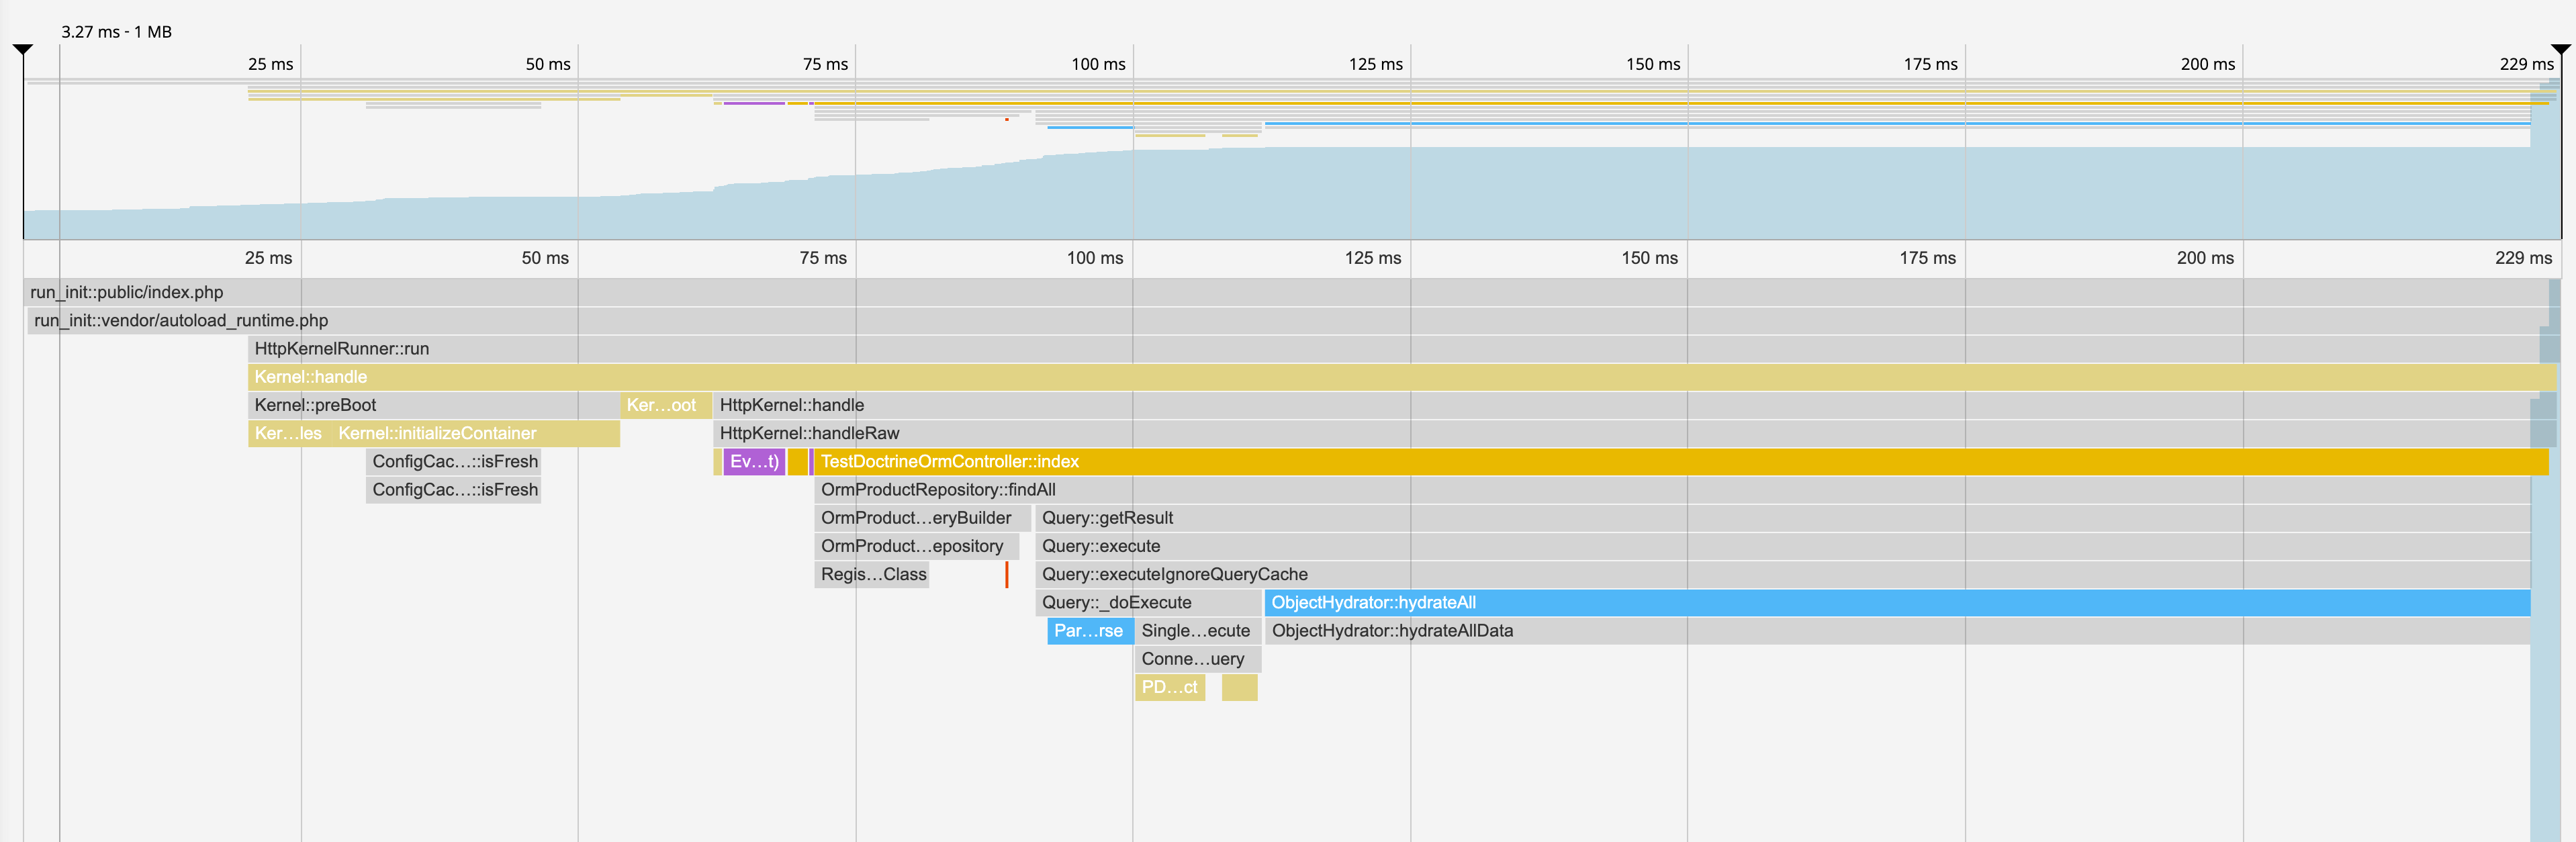 3.27 ms - 1 MB
25 ms 50 ms 75 ms 100 ms 125 ms 150 ms 175 ms 200 ms 229 ms
25 ms 50 ms 75 ms 100 ms 125 ms 150 ms 175 ms 200 ms 229 ms
run_init::public/index.php
run_init::vendor/autoload_runtime.php
HttpKernelRunner::run
Kernel::handle
Kernel::preBoot Ker…oot HttpKernel::handle
Ker…les Kernel::initializeContainer HttpKernel::handleRaw
ConfigCac…::isFresh Ev…t) TestDoctrineOrmController::index
ConfigCac…::isFresh OrmProductRepository::findAll
OrmProduct…eryBuilder Query::getResult
OrmProduct…epository Query::execute
Regis…Class Query::executeIgnoreQueryCache
Query::_doExecute ObjectHydrator::hydrateAll
Par…rse Single…ecute ObjectHydrator::hydrateAllData
Conne…uery
PD…ct